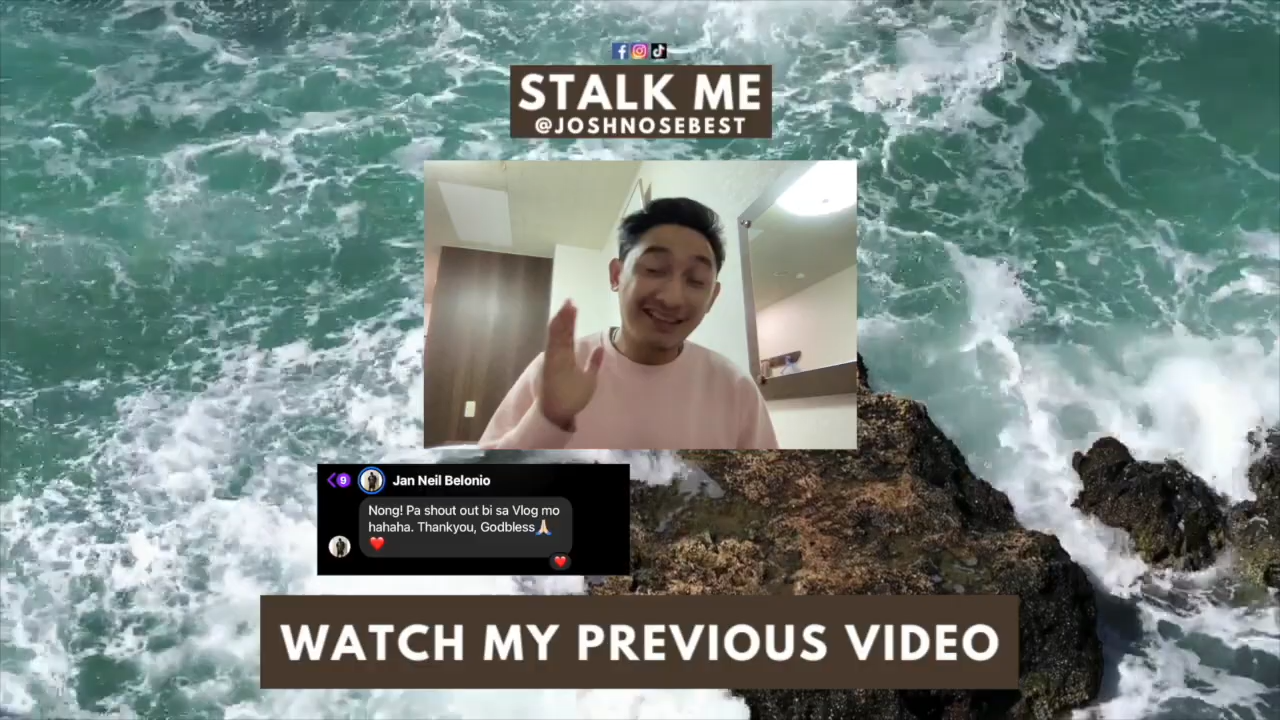 STALK ME
@JOSHNOSEBEST
9
Jan Neil Belonio
Nong! Pa shout out bi sa Vlog mo
hahaha. Thankyou, Godbless🙏🏻
❤️
❤️
WATCH MY PREVIOUS VIDEO